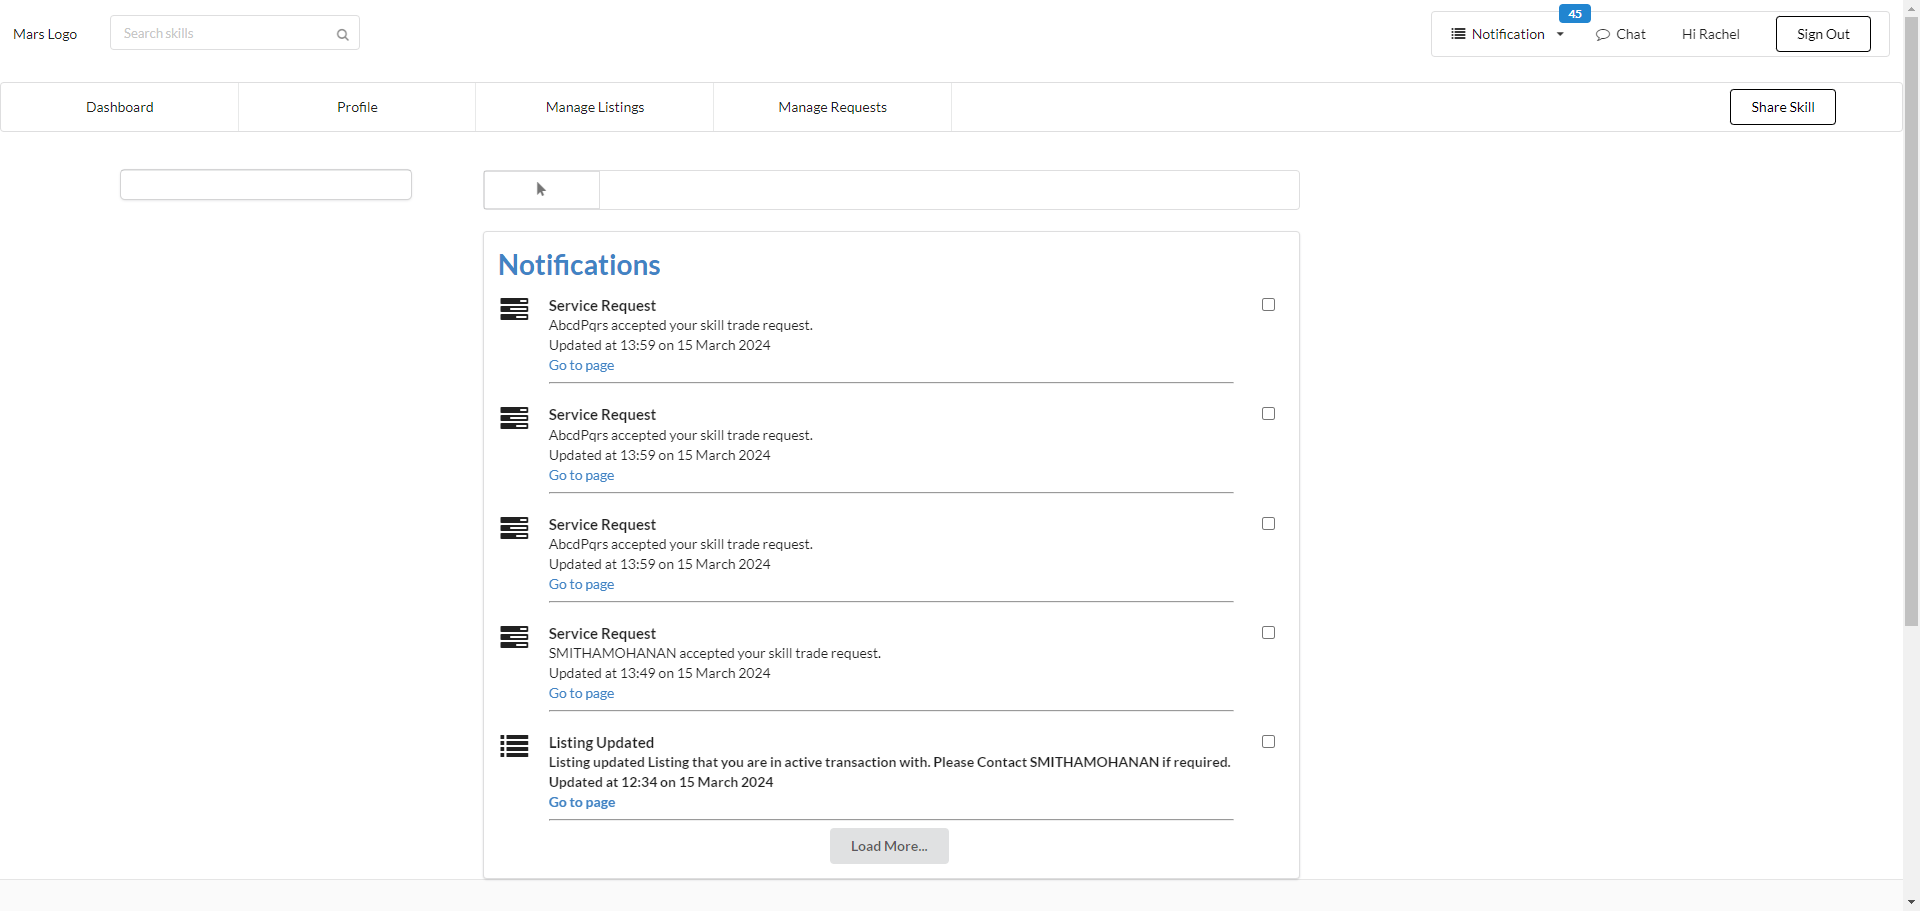 Mars Logo
Search skills
45
Notification
Chat
Hi Rachel
Sign Out
Dashboard
Profile
Manage Listings
Manage Requests
Share Skill
Notifications
Service Request
AbcdPqrs accepted your skill trade request.
Updated at 13:59 on 15 March 2024
Go to page
Service Request
AbcdPqrs accepted your skill trade request.
Updated at 13:59 on 15 March 2024
Go to page
Service Request
AbcdPqrs accepted your skill trade request.
Updated at 13:59 on 15 March 2024
Go to page
Service Request
SMITHAMOHANAN accepted your skill trade request.
Updated at 13:49 on 15 March 2024
Go to page
Listing Updated
Listing updated Listing that you are in active transaction with. Please Contact SMITHAMOHANAN if required.
Updated at 12:34 on 15 March 2024
Go to page
Load More...